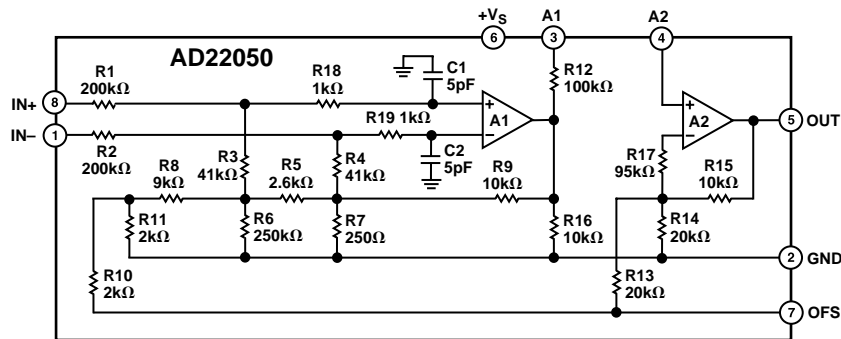 +VS
A1
A2
6
3
4
AD22050
R1
200kΩ
R18
1kΩ
C1
5pF
R12
100kΩ
IN+
8
IN–
1
R2
200kΩ
R19 1kΩ
+
–
A1
+
–
A2
5
OUT
C2
5pF
R8
9kΩ
R3
41kΩ
R5
2.6kΩ
R4
41kΩ
R9
10kΩ
R17
95kΩ
R15
10kΩ
R11
2kΩ
R6
250kΩ
R7
250Ω
R16
10kΩ
R14
20kΩ
2
GND
R10
2kΩ
R13
20kΩ
7
OFS